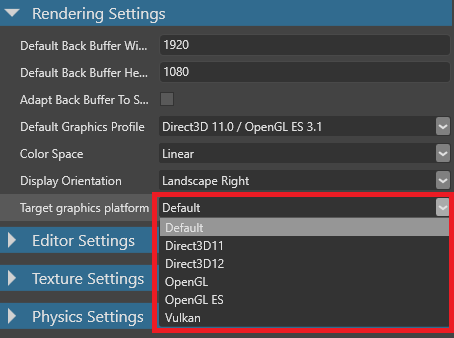 Rendering Settings
Default Back Buffer Wi... 1920
Default Back Buffer He... 1080
Adapt Back Buffer To S...
Default Graphics Profile Direct3D 11.0 / OpenGL ES 3.1
Color Space Linear
Display Orientation Landscape Right
Target graphics platform Default
Default
Editor Settings
Direct3D11
Direct3D12
Texture Settings
OpenGL
OpenGL ES
Physics Settings
Vulkan